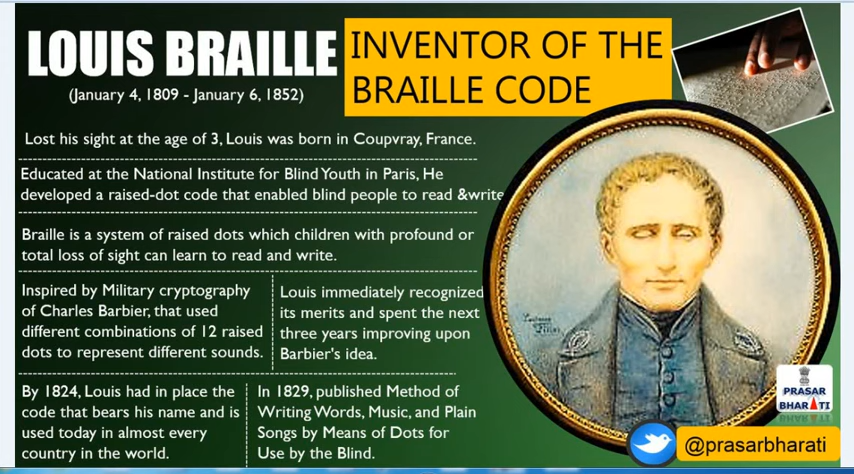 LOUIS BRAILLE
(January 4, 1809 - January 6, 1852)
INVENTOR OF THE
BRAILLE CODE
Lost his sight at the age of 3, Louis was born in Coupvray, France.
Educated at the National Institute for Blind Youth in Paris, He
developed a raised-dot code that enabled blind people to read &write
Braille is a system of raised dots which children with profound or
total loss of sight can learn to read and write.
Inspired by Military cryptography
of Charles Barbier, that used
different combinations of 12 raised
dots to represent different sounds.
Louis immediately recognized
its merits and spent the next
three years improving upon
Barbier's idea.
By 1824, Louis had in place the
code that bears his name and is
used today in almost every
country in the world.
In 1829, published Method of
Writing Words, Music, and Plain
Songs by Means of Dots for
Use by the Blind.
PRASAR
BHARATI
@prasarbharati